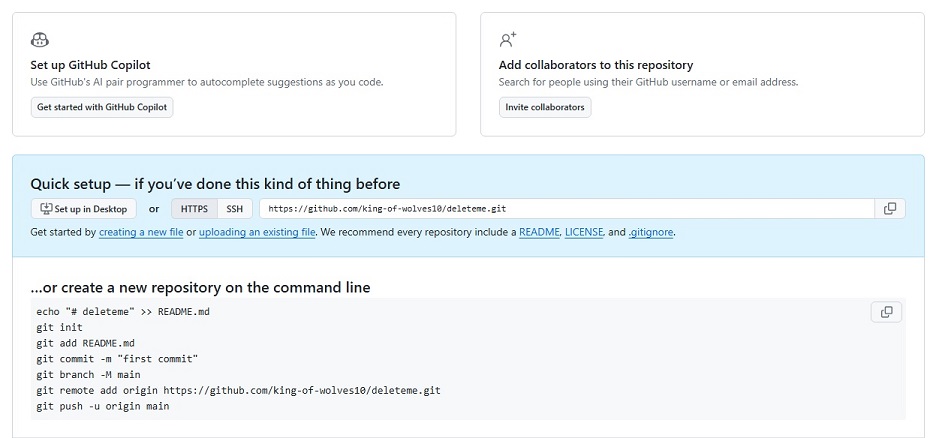 Set up GitHub Copilot
Use GitHub's AI pair programmer to autocomplete suggestions as you code.
Get started with GitHub Copilot
Add collaborators to this repository
Search for people using their GitHub username or email address.
Invite collaborators
Quick setup — if you've done this kind of thing before
Set up in Desktop or HTTPS SSH https://github.com/king-of-wolves10/deleteme.git
Get started by creating a new file or uploading an existing file. We recommend every repository include a README, LICENSE, and .gitignore.
…or create a new repository on the command line
echo "# deleteme" >> README.md
git init
git add README.md
git commit -m "first commit"
git branch -M main
git remote add origin https://github.com/king-of-wolves10/deleteme.git
git push -u origin main